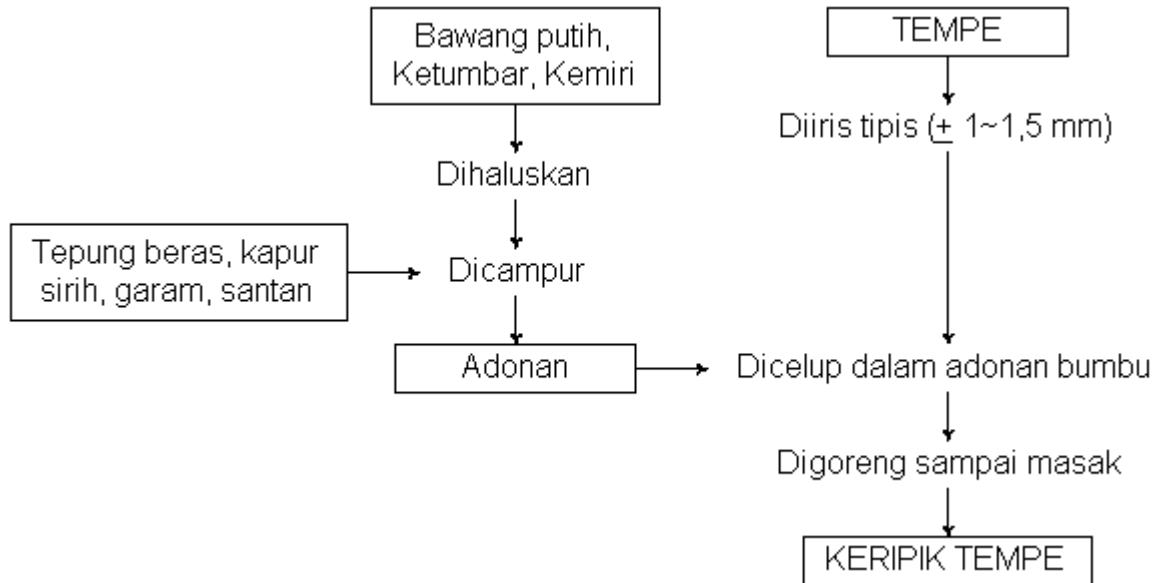 Bawang putih,
Ketumbar, Kemiri
TEMPE
Diiris tipis (± 1~1,5 mm)
Dihaluskan
Tepung beras, kapur
sirih, garam, santan
Dicampur
Adonan
Dicelup dalam adonan bumbu
Digoreng sampai masak
KERIPIK TEMPE